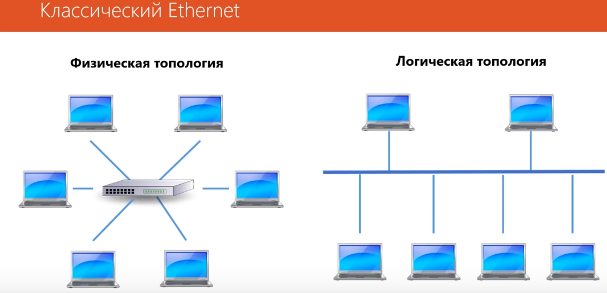 Классический Ethernet
Физическая топология
Логическая топология